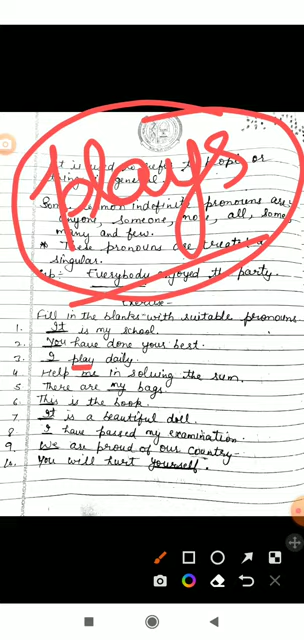 It is used to refer to people or
things in general.
plays
Some common indefinite pronouns are
anyone, someone, none, all, some,
many and few.
* These pronouns are treated
singular.
Everybody enjoyed the party
Exercise
Fill in the blanks with suitable pronouns
1. It is my school.
2. You have done your best.
3. I play daily.
4. Help me in solving the sum.
5. There are my bags
6. This is the book.
7. It is a beautiful doll.
8. I have passed my examination.
9. We are proud of our country.
10. You will hurt yourself.